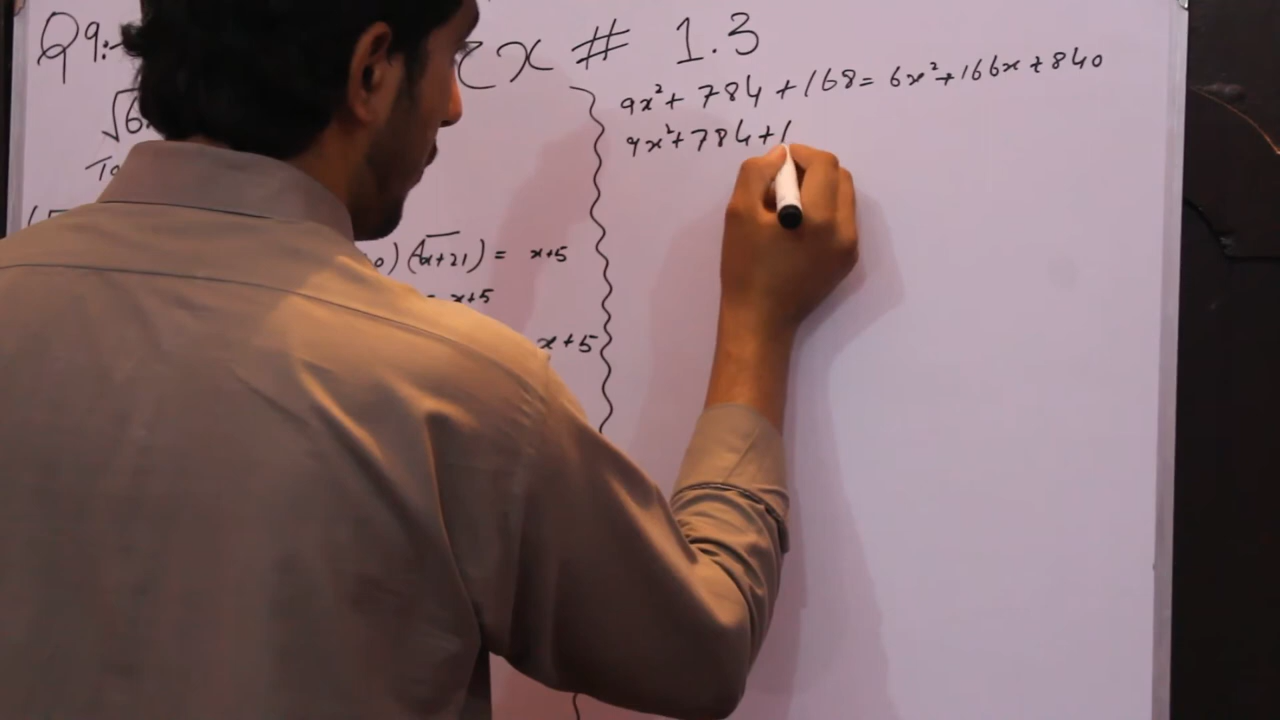 Q9:-
Ex # 1.3
√6
To
) (√x+21) = x+5
= x+5
x+5
9x²+ 784 +168= 6x²+166x+840
9x²+784+1